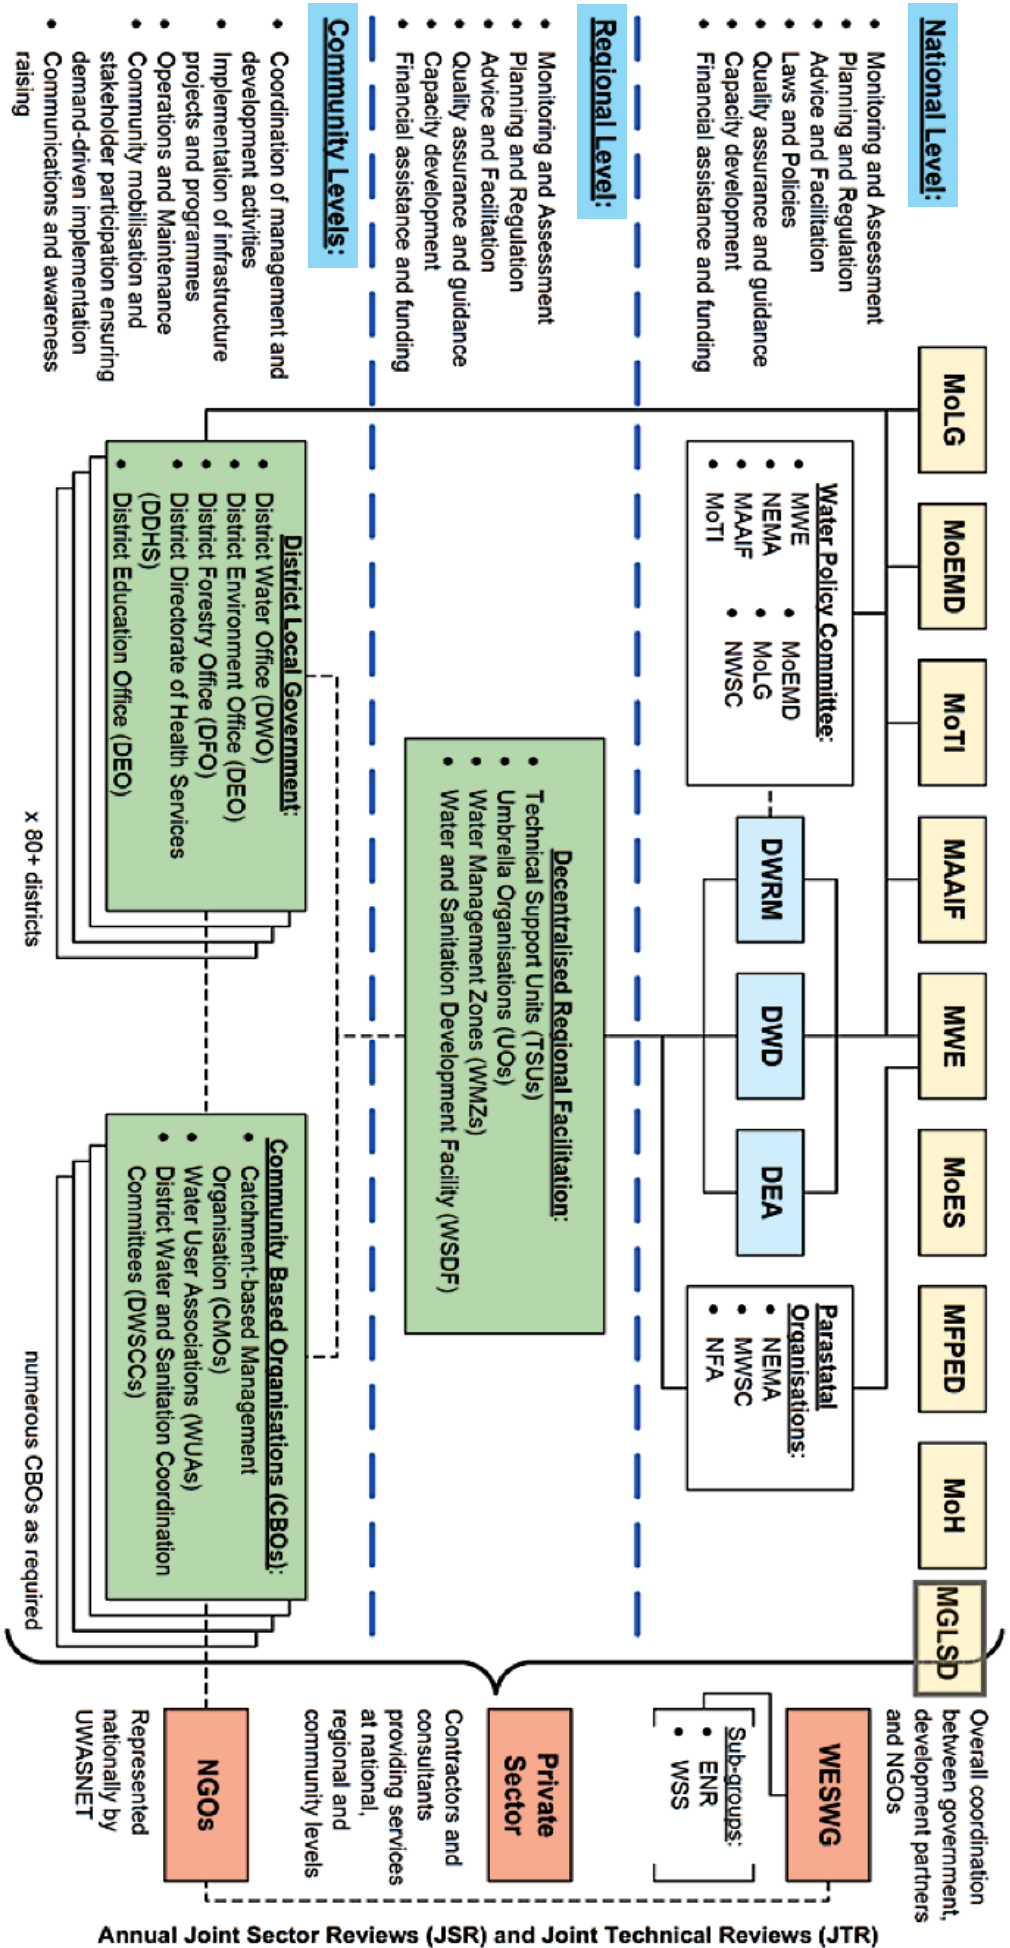 National Level:
• Monitoring and Assessment
• Planning and Regulation
• Advice and Facilitation
• Laws and Policies
• Quality assurance and guidance
• Capacity development
• Financial assistance and funding
Regional Level:
• Monitoring and Assessment
• Planning and Regulation
• Advice and Facilitation
• Quality assurance and guidance
• Capacity development
• Financial assistance and funding
Community Levels:
• Coordination of management and
development activities
• Implementation of infrastructure
projects and programmes
• Operations and Maintenance
• Community mobilisation and
stakeholder participation ensuring
demand-driven implementation
• Communications and awareness
raising
MoLG
MoEMD
MoTI
MAAIF
MWE
MoES
MFPED
MoH
MGLSD
Water Policy Committee:
• MWE
• NEMA
• MAAIF
• MoTI
• MoEMD
• MoLG
• NWSC
DWRM
DWD
DEA
Parastatal
Organisations:
• NEMA
• MWSC
• NFA
Decentralised Regional Facilitation:
• Technical Support Units (TSUs)
• Umbrella Organisations (UOs)
• Water Management Zones (WMZs)
• Water and Sanitation Development Facility (WSDF)
District Local Government:
• District Water Office (DWO)
• District Environment Office (DEO)
• District Forestry Office (DFO)
• District Directorate of Health Services
(DDHS)
• District Education Office (DEO)
x 80+ districts
Community Based Organisations (CBOs):
• Catchment-based Management
Organisation (CMOs)
• Water User Associations (WUAs)
• District Water and Sanitation Coordination
Committees (DWSCCs)
numerous CBOs as required
Overall coordination
between government,
development partners
and NGOs
WESWG
Sub-groups:
• ENR
• WSS
Private
Sector
Contractors and
consultants
providing services
at national,
regional and
community levels
NGOs
Represented
nationally by
UWASNET
Annual Joint Sector Reviews (JSR) and Joint Technical Reviews (JTR)